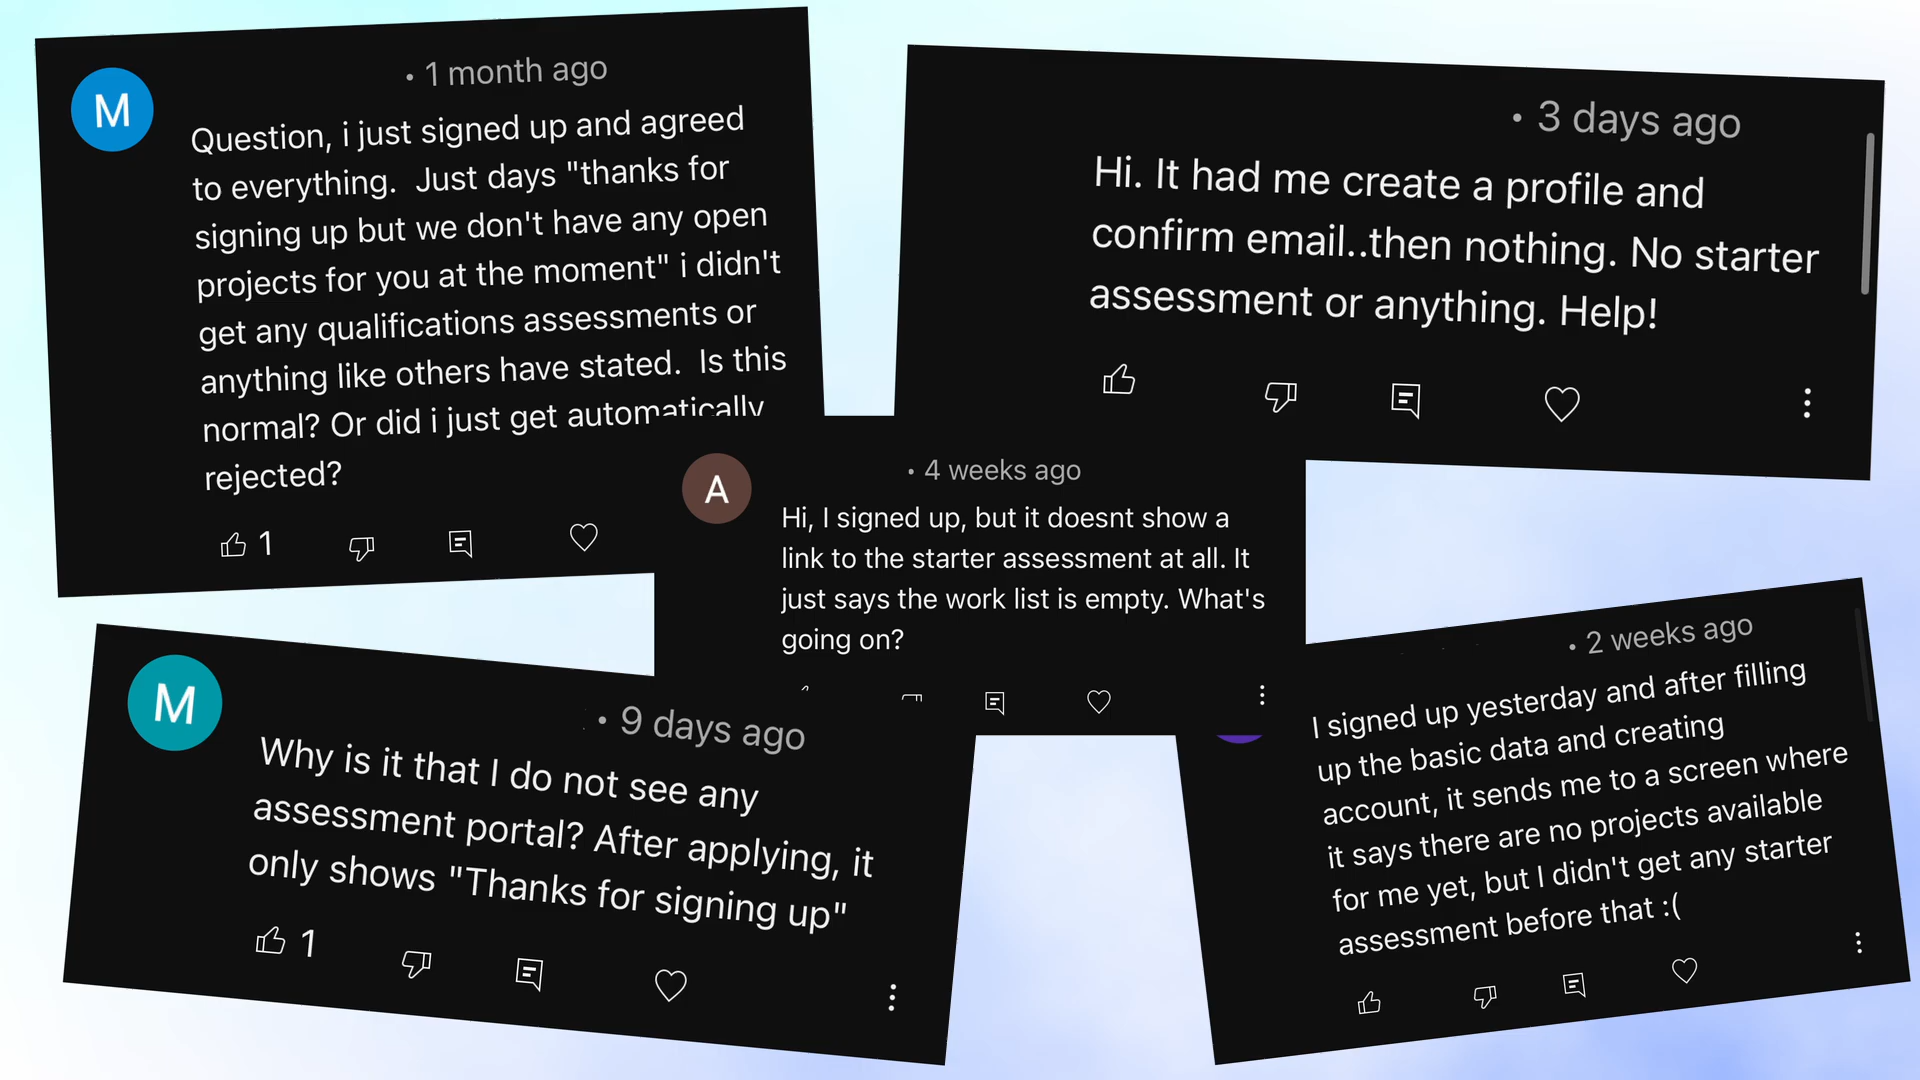 M
• 1 month ago
Question, i just signed up and agreed
to everything.  Just days "thanks for
signing up but we don't have any open
projects for you at the moment" i didn't
get any qualifications assessments or
anything like others have stated.  Is this
normal? Or did i just get automatically
rejected?
1
• 3 days ago
Hi. It had me create a profile and
confirm email..then nothing. No starter
assessment or anything. Help!
A
• 4 weeks ago
Hi, I signed up, but it doesnt show a
link to the starter assessment at all. It
just says the work list is empty. What's
going on?
M
• 9 days ago
Why is it that I do not see any
assessment portal? After applying, it
only shows "Thanks for signing up"
1
• 2 weeks ago
I signed up yesterday and after filling
up the basic data and creating
account, it sends me to a screen where
it says there are no projects available
for me yet, but I didn't get any starter
assessment before that :(